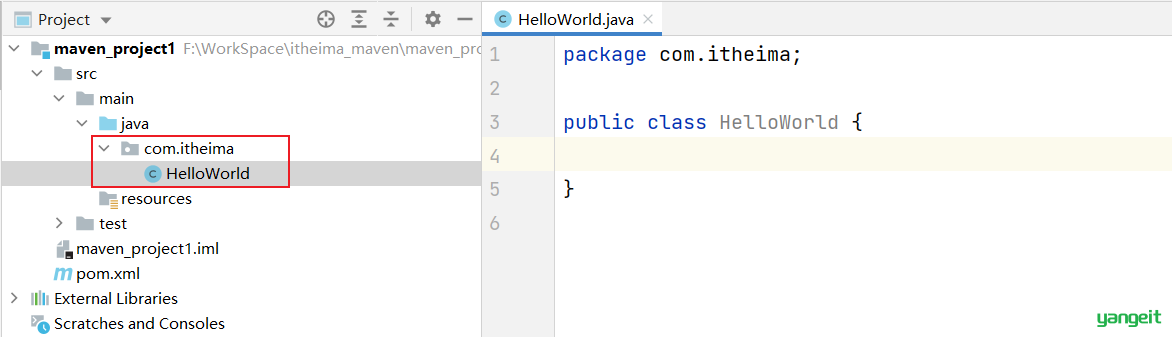 Project
maven_project1 F:\WorkSpace\itheima_maven\maven_pro
src
main
java
com.itheima
HelloWorld
resources
test
maven_project1.iml
pom.xml
External Libraries
Scratches and Consoles
HelloWorld.java
1 package com.itheima;
2
3 public class HelloWorld {
4
5 }
6
yangeit